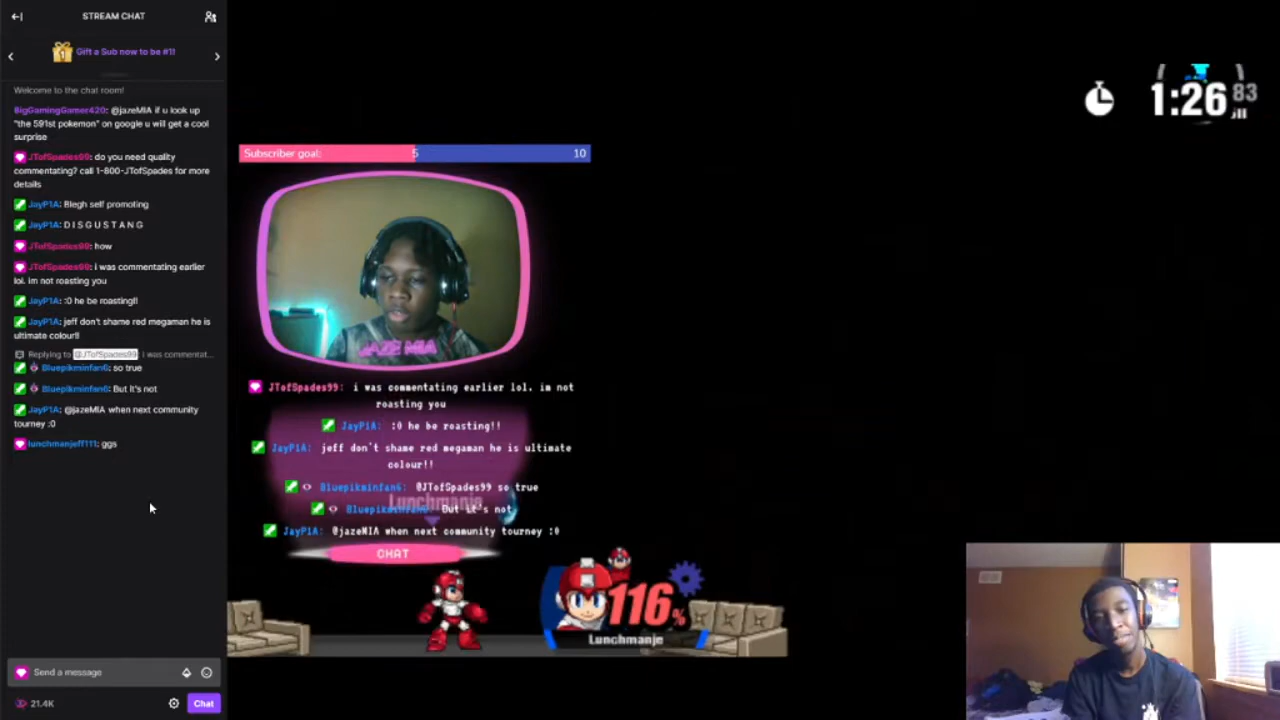 STREAM CHAT
Gift a Sub now to be #1!
Welcome to the chat room!
BigGamingGamer420: @jazeMIA if u look up
"the 591st pokemon" on google u will get a cool
surprise
JTofSpades99: do you need quality
commentating? call 1-800-JTofSpades for more
details
JayP1A: Blegh self promoting
JayP1A: D I S G U S T A N G
JTofSpades99: how
JTofSpades99: i was commentating earlier
lol. im not roasting you
JayP1A: :0 he be roasting!!
JayP1A: jeff don't shame red megaman he is
ultimate colour!!
Replying to @JTofSpades99: i was commentat...
Bluepikminfan6: so true
Bluepikminfan6: But it's not
JayP1A: @jazeMIA when next community
tourney :0
lunchmanjeff111: ggs
Send a message
21.4K
Chat
Subscriber goal: 5 10
JAZE MIA
JTofSpades99: i was commentating earlier lol. im not
roasting you
JayP1A: :0 he be roasting!!
JayP1A: jeff don't shame red megaman he is ultimate
colour!!
Bluepikminfan6: @JTofSpades99 so true
Lunchmanje
Bluepikminfan6: But it's not
JayP1A: @jazeMIA when next community tourney :0
CHAT
116%
Lunchmanje
1:26 83